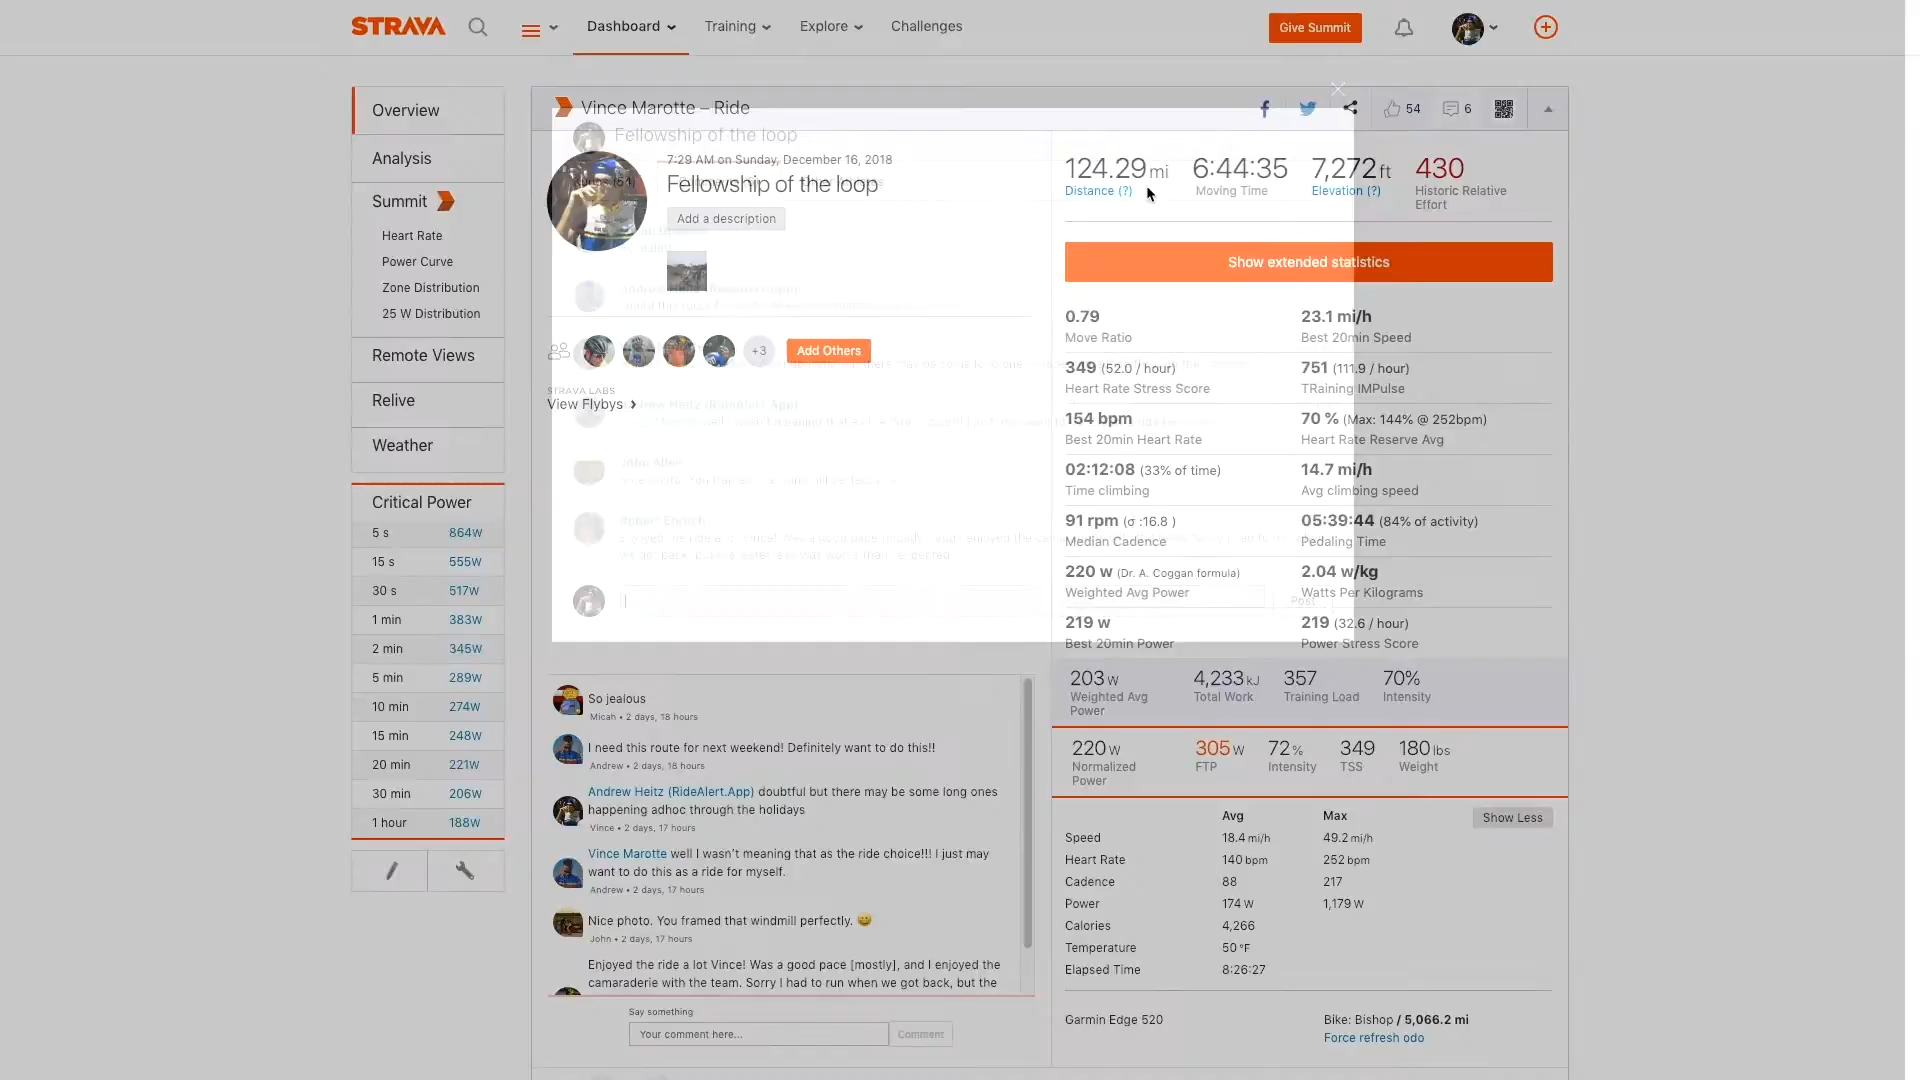 STRAVA
Dashboard
Training
Explore
Challenges
Give Summit
Overview
Analysis
Summit
Heart Rate
Power Curve
Zone Distribution
25 W Distribution
Remote Views
Relive
Weather
Critical Power
5 s 864W
15 s 555W
30 s 517W
1 min 383W
2 min 345W
5 min 289W
10 min 274W
15 min 248W
20 min 221W
30 min 206W
1 hour 188W
Vince Marotte – Ride
54
6
Fellowship of the loop
7:29 AM on Sunday, December 16, 2018
Fellowship of the loop
Add a description
+3
Add Others
STRAVA LABS
View Flybys
Post
So jealous
Micah • 2 days, 18 hours
I need this route for next weekend! Definitely want to do this!!
Andrew • 2 days, 18 hours
Andrew Heitz (RideAlert.App) doubtful but there may be some long ones
happening adhoc through the holidays
Vince • 2 days, 17 hours
Vince Marotte well I wasn't meaning that as the ride choice!!! I just may
want to do this as a ride for myself.
Andrew • 2 days, 17 hours
Nice photo. You framed that windmill perfectly. 😄
John • 2 days, 17 hours
Enjoyed the ride a lot Vince! Was a good pace [mostly], and I enjoyed the
camaraderie with the team. Sorry I had to run when we got back, but the
Say something
Your comment here...
Comment
124.29 mi 6:44:35 7,272 ft 430
Distance (?) Moving Time Elevation (?) Historic Relative
Effort
Show extended statistics
0.79 23.1 mi/h
Move Ratio Best 20min Speed
349 (52.0 / hour) 751 (111.9 / hour)
Heart Rate Stress Score TRaining IMPulse
154 bpm 70 % (Max: 144% @ 252bpm)
Best 20min Heart Rate Heart Rate Reserve Avg
02:12:08 (33% of time) 14.7 mi/h
Time climbing Avg climbing speed
91 rpm (σ :16.8 ) 05:39:44 (84% of activity)
Median Cadence Pedaling Time
220 w (Dr. A. Coggan formula) 2.04 w/kg
Weighted Avg Power Watts Per Kilograms
219 w 219 (32.6 / hour)
Best 20min Power Power Stress Score
203 W 4,233 kJ 357 70%
Weighted Avg Total Work Training Load Intensity
Power
220 W 305 W 72 % 349 180 lbs
Normalized FTP Intensity TSS Weight
Power
Avg Max Show Less
Speed 18.4 mi/h 49.2 mi/h
Heart Rate 140 bpm 252 bpm
Cadence 88 217
Power 174 W 1,179 W
Calories 4,266
Temperature 50 °F
Elapsed Time 8:26:27
Garmin Edge 520 Bike: Bishop / 5,066.2 mi
Force refresh odo